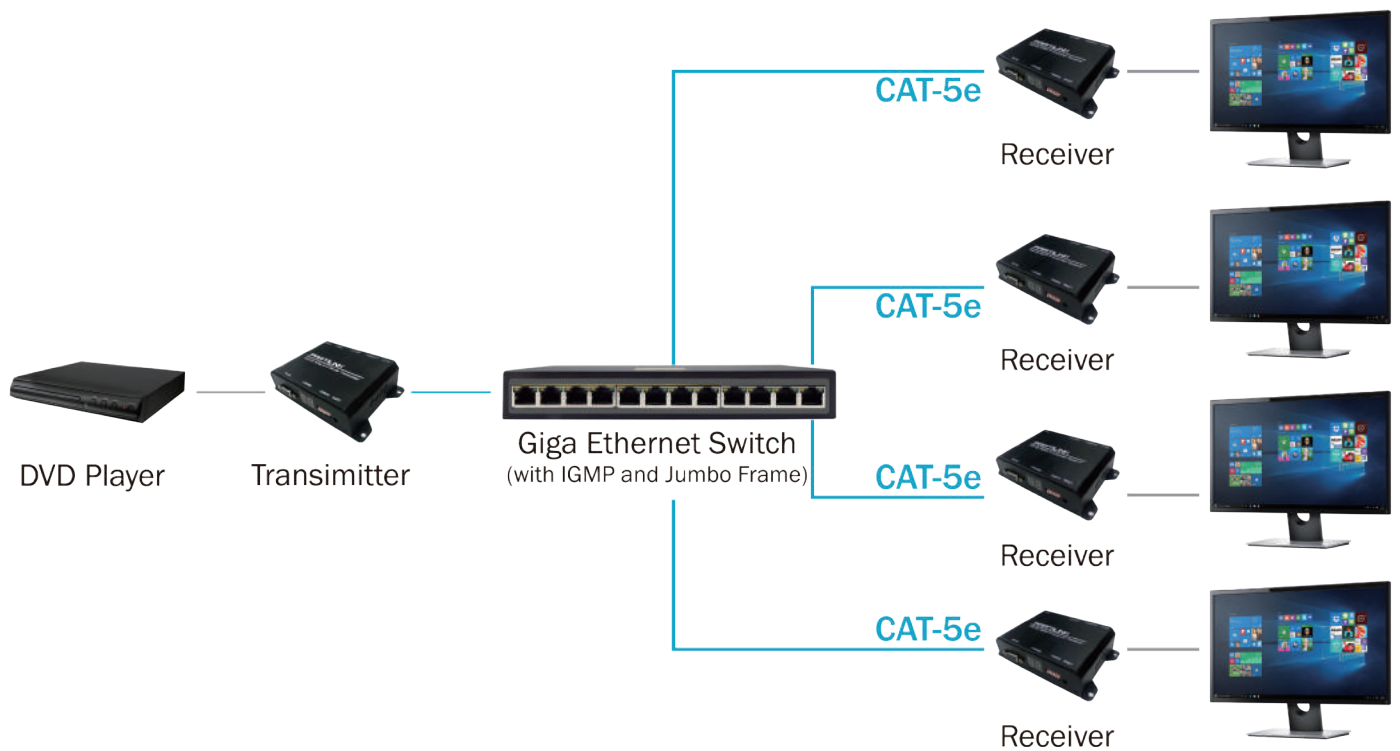 CAT-5e
Receiver
CAT-5e
Receiver
DVD Player
Transimitter
Giga Ethernet Switch
(with IGMP and Jumbo Frame)
CAT-5e
Receiver
CAT-5e
Receiver